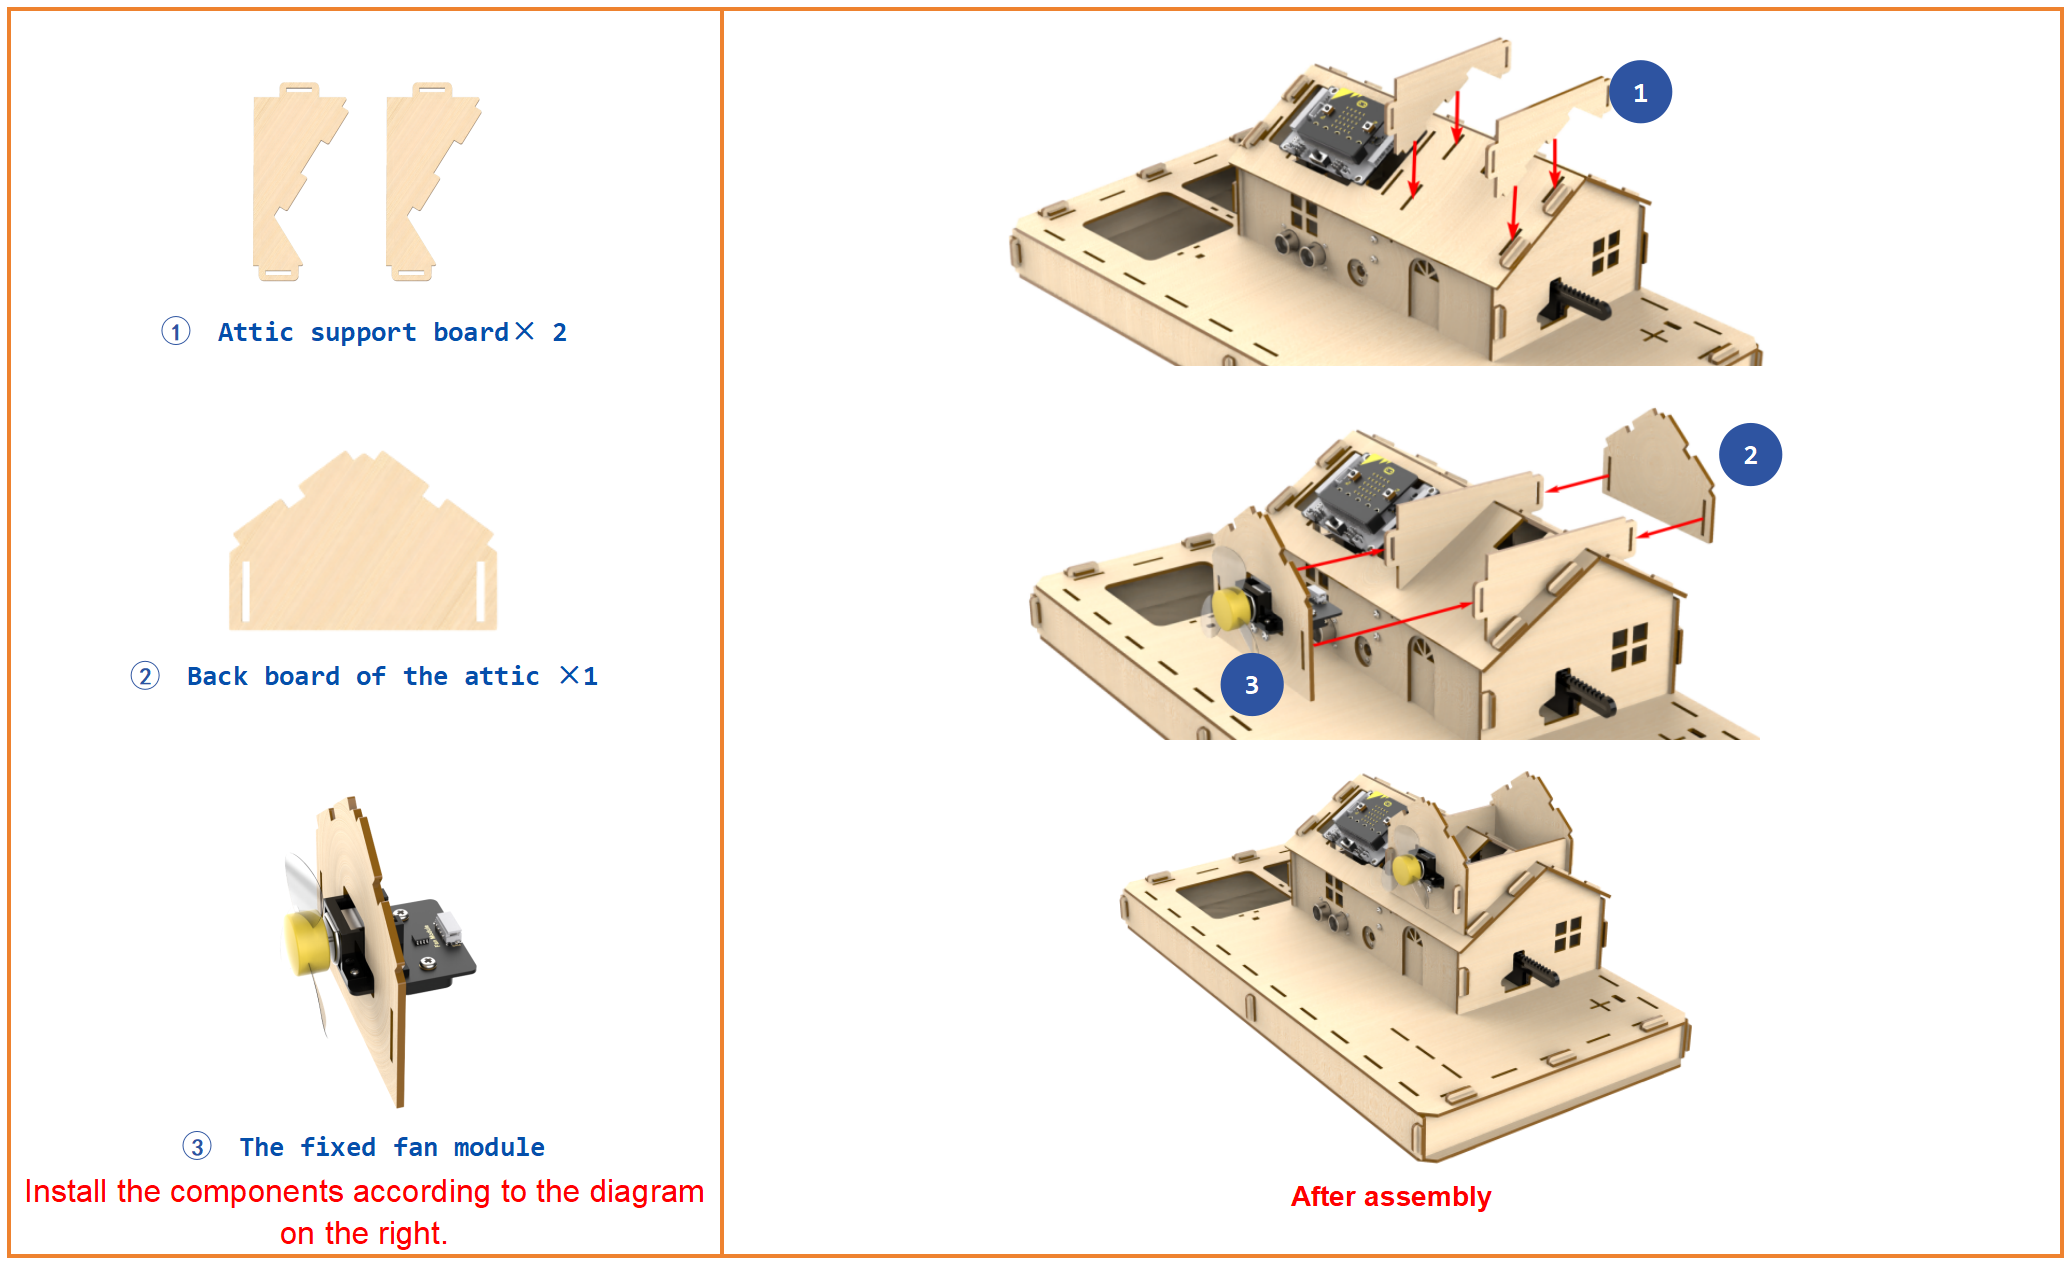 ① Attic support board× 2
② Back board of the attic ×1
③ The fixed fan module
Install the components according to the diagram
on the right.
1
2
3
After assembly